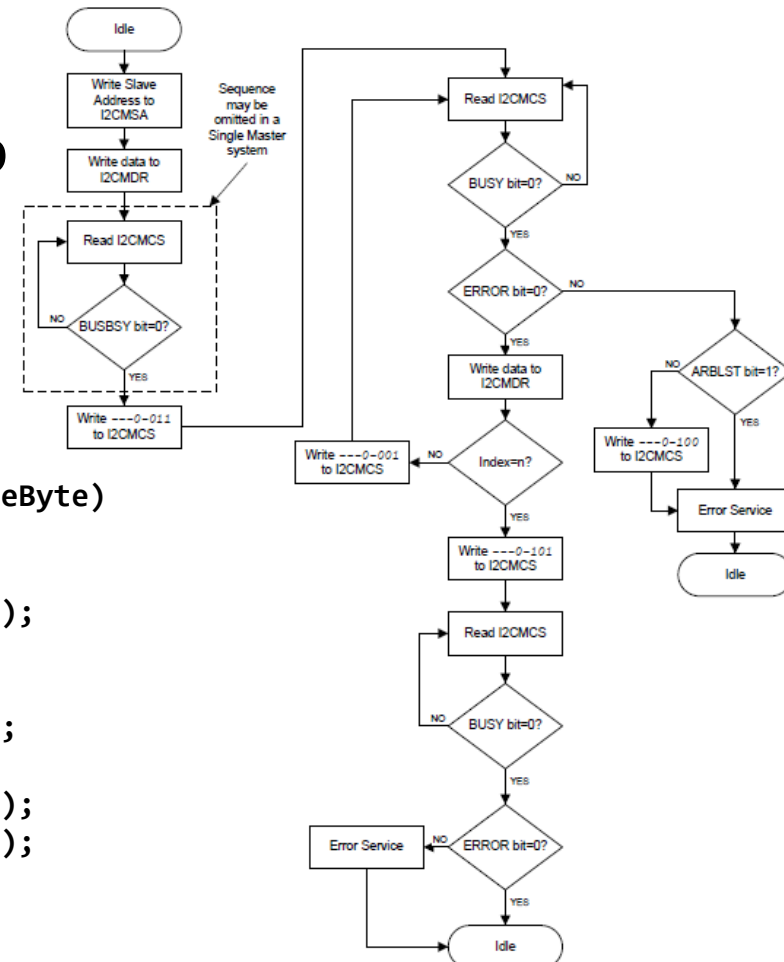 Idle
Write Slave
Address to
I2CMSA
Sequence
may be
omitted in a
Single Master
system
Write data to
I2CMDR
Read I2CMCS
NO
BUSBSY bit=0?
YES
Write ---0-011
to I2CMCS
Read I2CMCS
BUSY bit=0?
NO
YES
ERROR bit=0?
NO
YES
Write data to
I2CMDR
ARBLST bit=1?
NO
YES
Write ---0-001
to I2CMCS
NO
Index=n?
YES
Write ---0-100
to I2CMCS
Error Service
Idle
Write ---0-101
to I2CMCS
Read I2CMCS
NO
BUSY bit=0?
YES
Error Service
NO
ERROR bit=0?
YES
Idle
)
eByte)
);
;
);
);